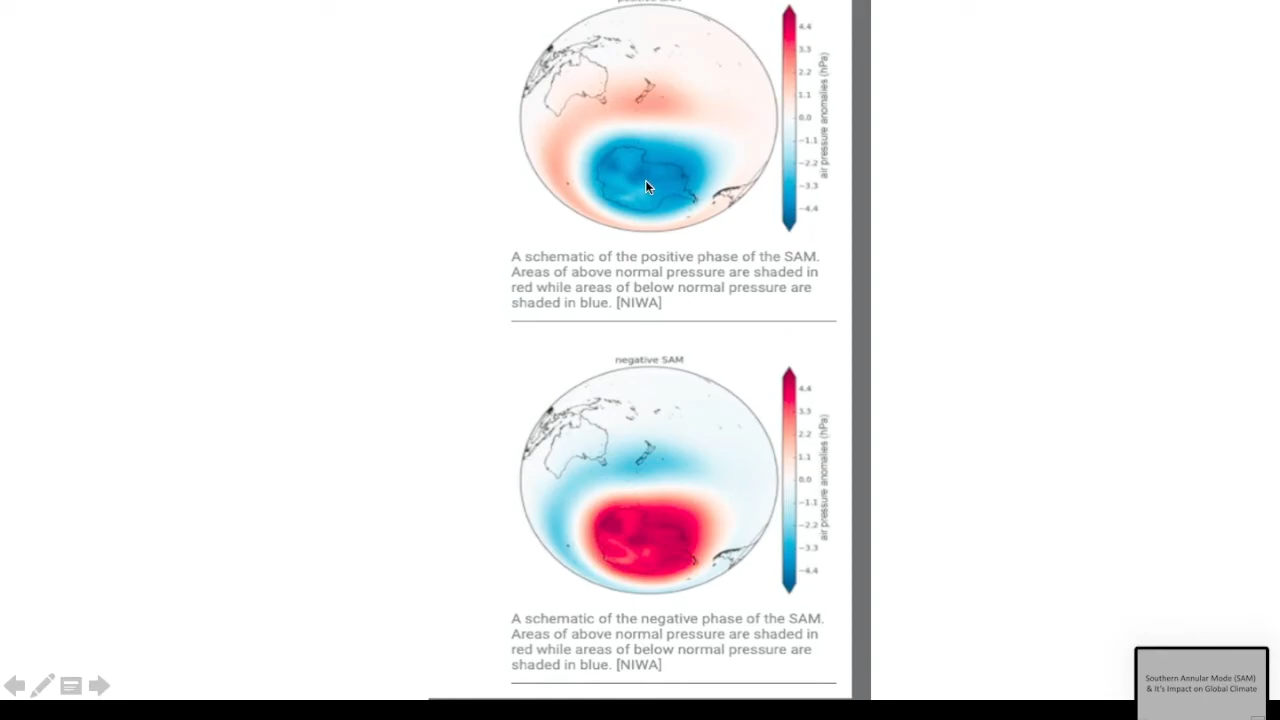 4.4
3.3
2.2
1.1
0.0
-1.1
-2.2
-3.3
-4.4
air pressure anomalies (hPa)
A schematic of the positive phase of the SAM.
Areas of above normal pressure are shaded in
red while areas of below normal pressure are
shaded in blue. [NIWA]
negative SAM
4.4
3.3
2.2
1.1
0.0
-1.1
-2.2
-3.3
-4.4
air pressure anomalies (hPa)
A schematic of the negative phase of the SAM.
Areas of above normal pressure are shaded in
red while areas of below normal pressure are
shaded in blue. [NIWA]
Southern Annular Mode (SAM)
& It's Impact on Global Climate